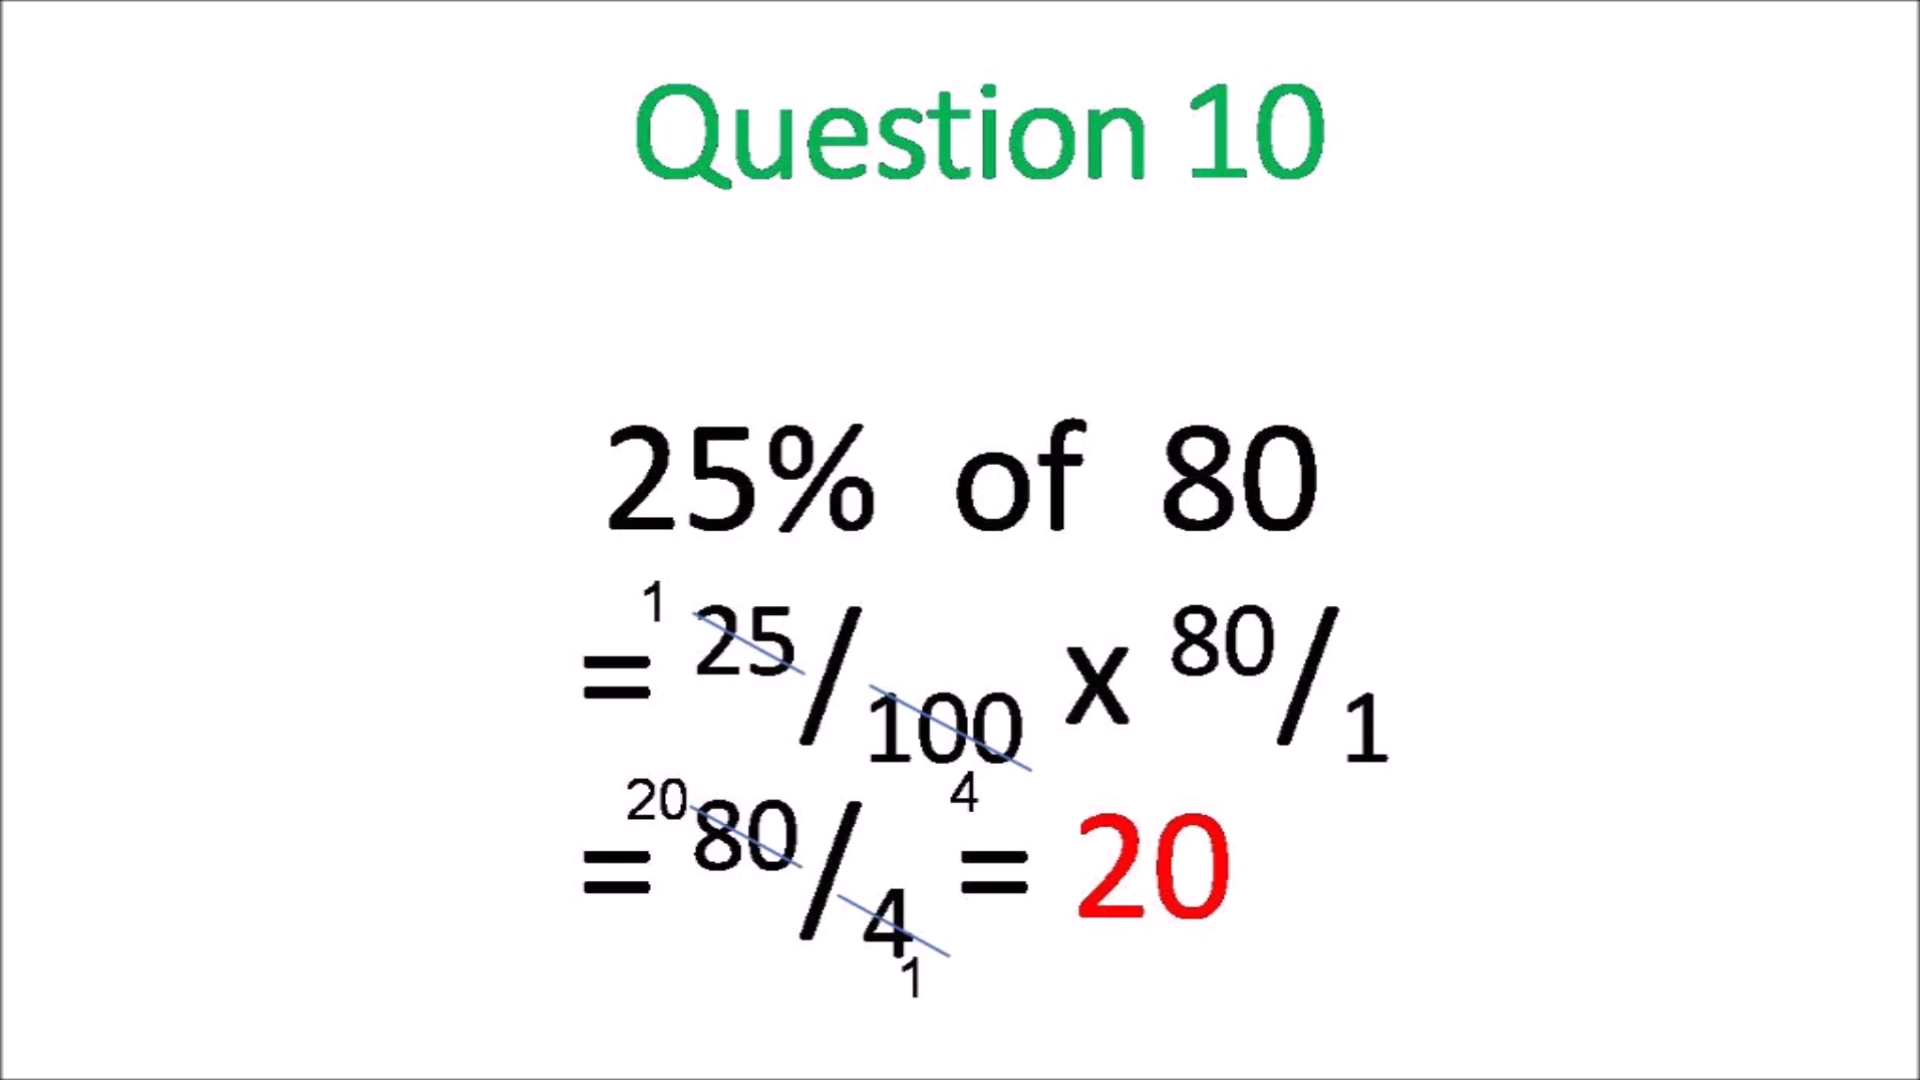 Question 10
25% of 80
= 1 25/100 4 x 80/1
= 20 80/4 1 = 20